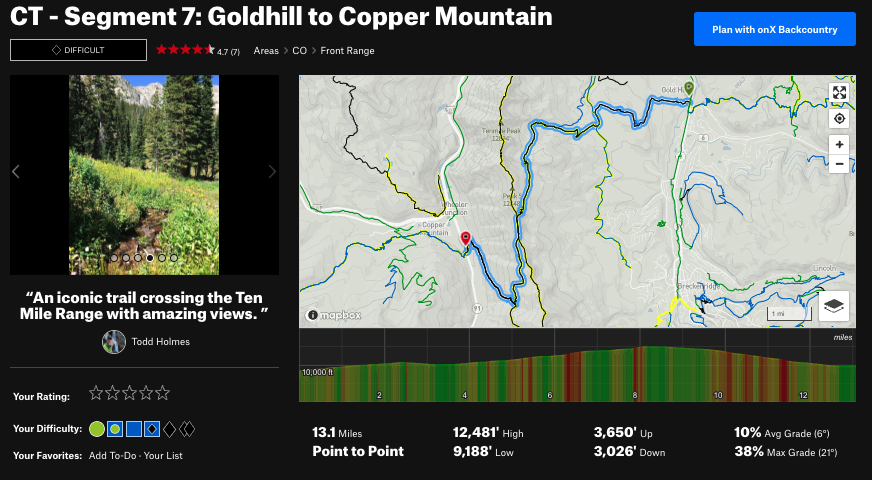 CT - Segment 7: Goldhill to Copper Mountain
Plan with onX Backcountry
DIFFICULT
4.7 (7)
Areas > CO > Front Range
Gold Hi
Tenmile Peak
9
Peak
Wheeler
Junction
Copper
Mountain
Lincoln
Breckenridge
91
mapbox
1 mi
“An iconic trail crossing the Ten
Mile Range with amazing views. ”
Todd Holmes
miles
10,000 ft
2 4 6 8 10 12
Your Rating:
Your Difficulty:
Your Favorites: Add To-Do · Your List
13.1 Miles
Point to Point
12,481' High
9,188' Low
3,650' Up
3,026' Down
10% Avg Grade (6°)
38% Max Grade (21°)